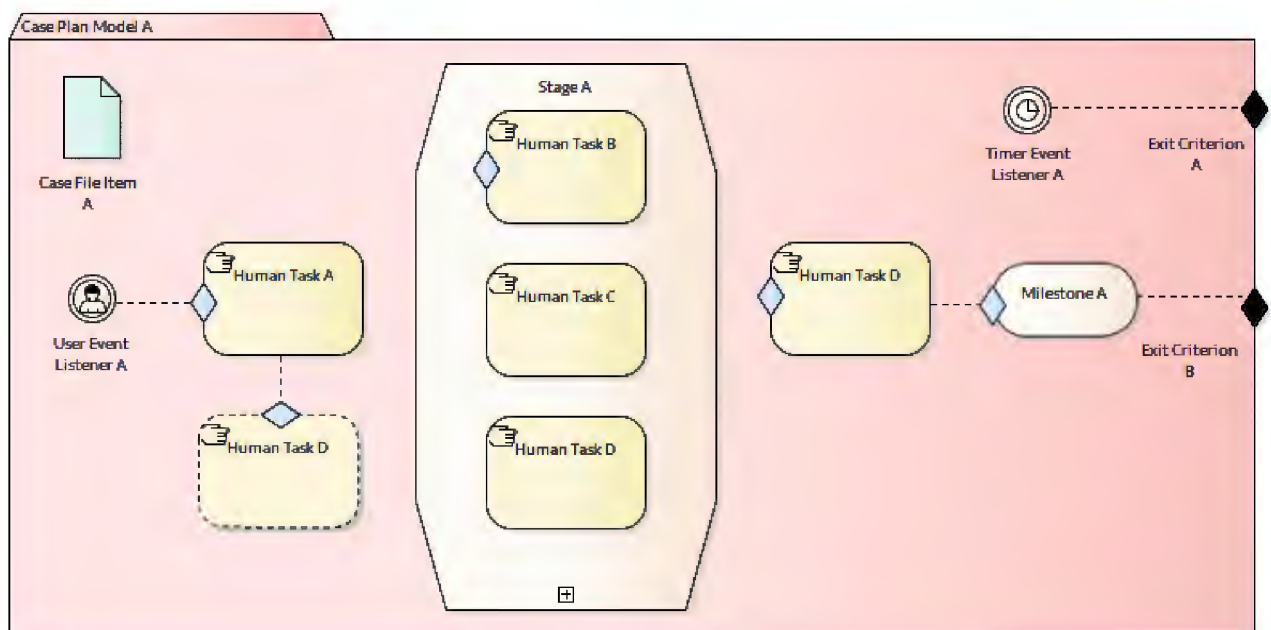 Case Plan Model A
Stage A
Human Task B
Timer Event
Listener A
Exit Criterion
A
Case File Item
A
Human Task A
Human Task C
Human Task D
Milestone A
User Event
Listener A
Exit Criterion
B
Human Task D
Human Task D